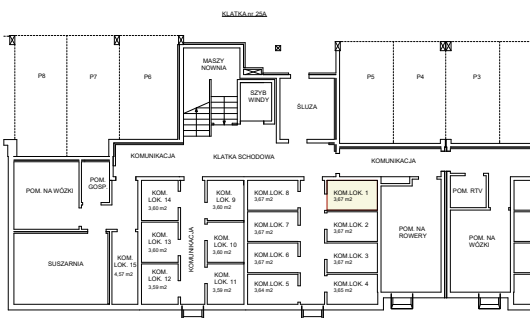 KLATKA nr 25A
P8
P7
P6
MASZY
NOWNIA
SZYB
WINDY
ŚLUZA
P5
P4
P3
KOMUNIKACJA
KLATKA SCHODOWA
KOMUNIKACJA
POM. NA WÓZKI
POM.
GOSP.
KOM.
LOK. 14
3,60 m2
KOM.
LOK. 9
3,60 m2
KOM.LOK. 8
3,67 m2
KOM.LOK. 1
3,67 m2
POM. RTV
KOM.LOK. 7
3,67 m2
KOM.LOK. 2
3,67 m2
POM. NA
ROWERY
POM. NA
WÓZKI
SUSZARNIA
KOM.
LOK. 15
4,57 m2
KOM.
LOK. 13
3,60 m2
KOMUNIKACJA
KOM.
LOK. 10
3,60 m2
KOM.LOK. 6
3,67 m2
KOM.LOK. 3
3,67 m2
KOM.
LOK. 12
3,59 m2
KOM.
LOK. 11
3,59 m2
KOM.LOK. 5
3,64 m2
KOM.LOK. 4
3,65 m2